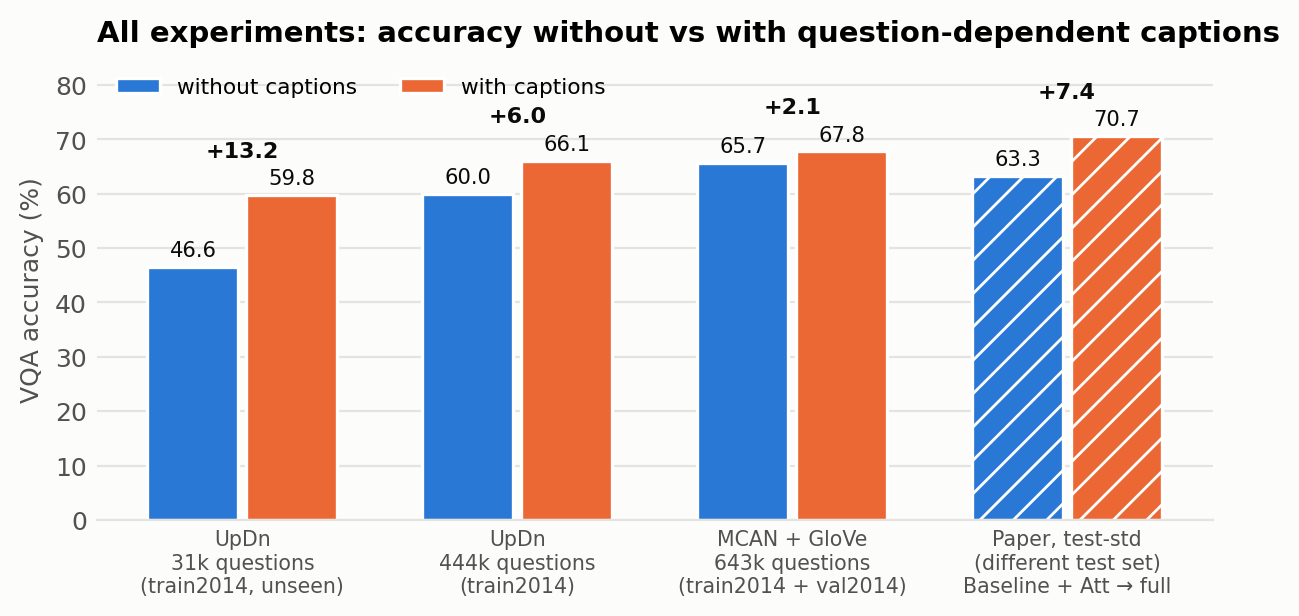 All experiments: accuracy without vs with question-dependent captions
without captions
with captions
VQA accuracy (%)
80
70
60
50
40
30
20
10
0
+13.2
46.6
59.8
+6.0
60.0
66.1
+2.1
65.7
67.8
+7.4
63.3
70.7
UpDn
31k questions
(train2014, unseen)
UpDn
444k questions
(train2014)
MCAN + GloVe
643k questions
(train2014 + val2014)
Paper, test-std
(different test set)
Baseline + Att → full